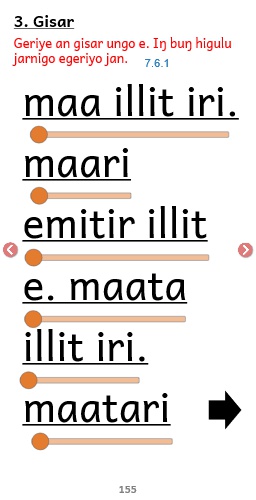 3. Gisar
Geriye an gisar ungo e. Iŋ buŋ higulu
jarnigo egeriyo jan.
7.6.1
maa illit iri.
maari
emitir illit
e. maata
illit iri.
maatari
155